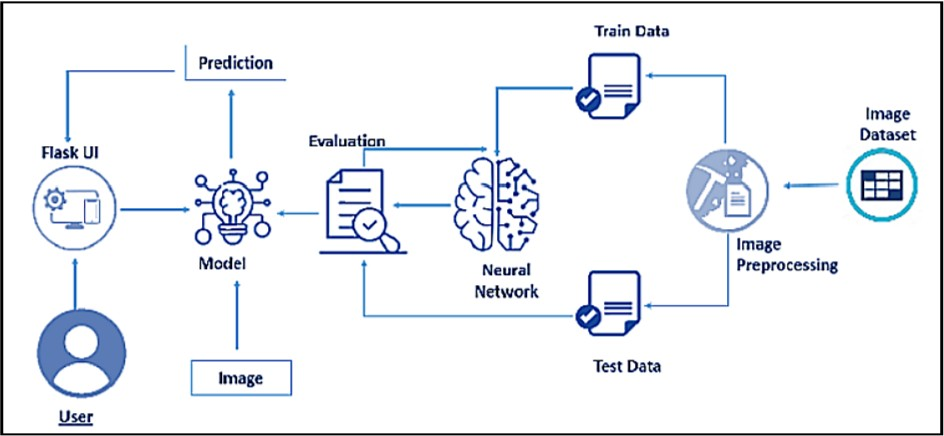 Train Data
Prediction
Image
Dataset
Evaluation
Flask UI
Model
Neural
Network
Image
Preprocessing
Image
Test Data
User